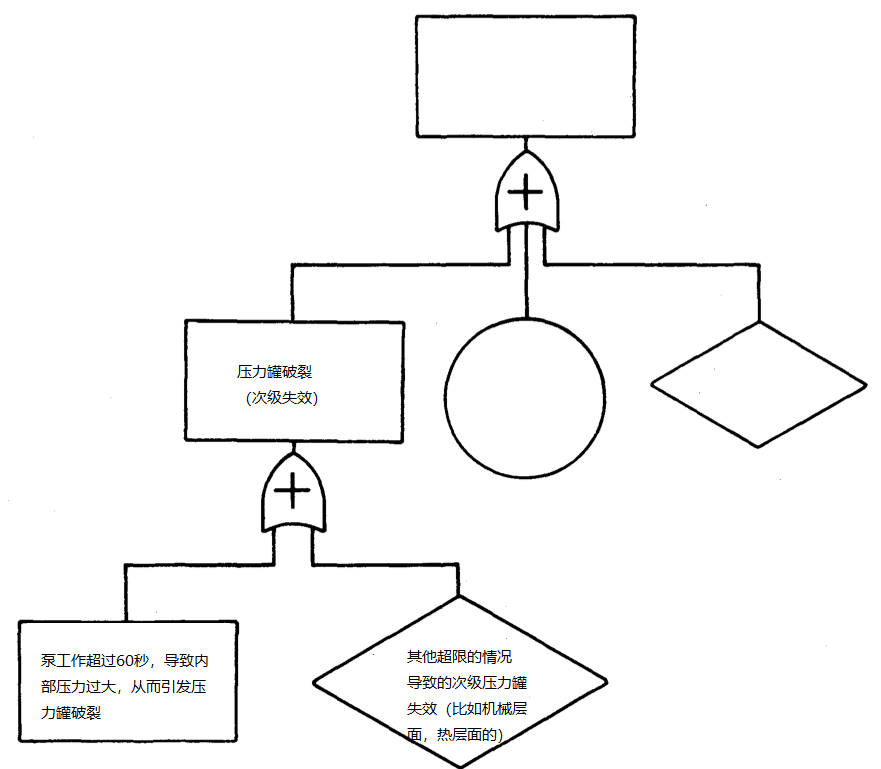 压力罐破裂
（次级失效）
泵工作超过60秒，导致内
部压力过大，从而引发压
力罐破裂
其他超限的情况
导致的次级压力罐
失效（比如机械层
面，热层面的）